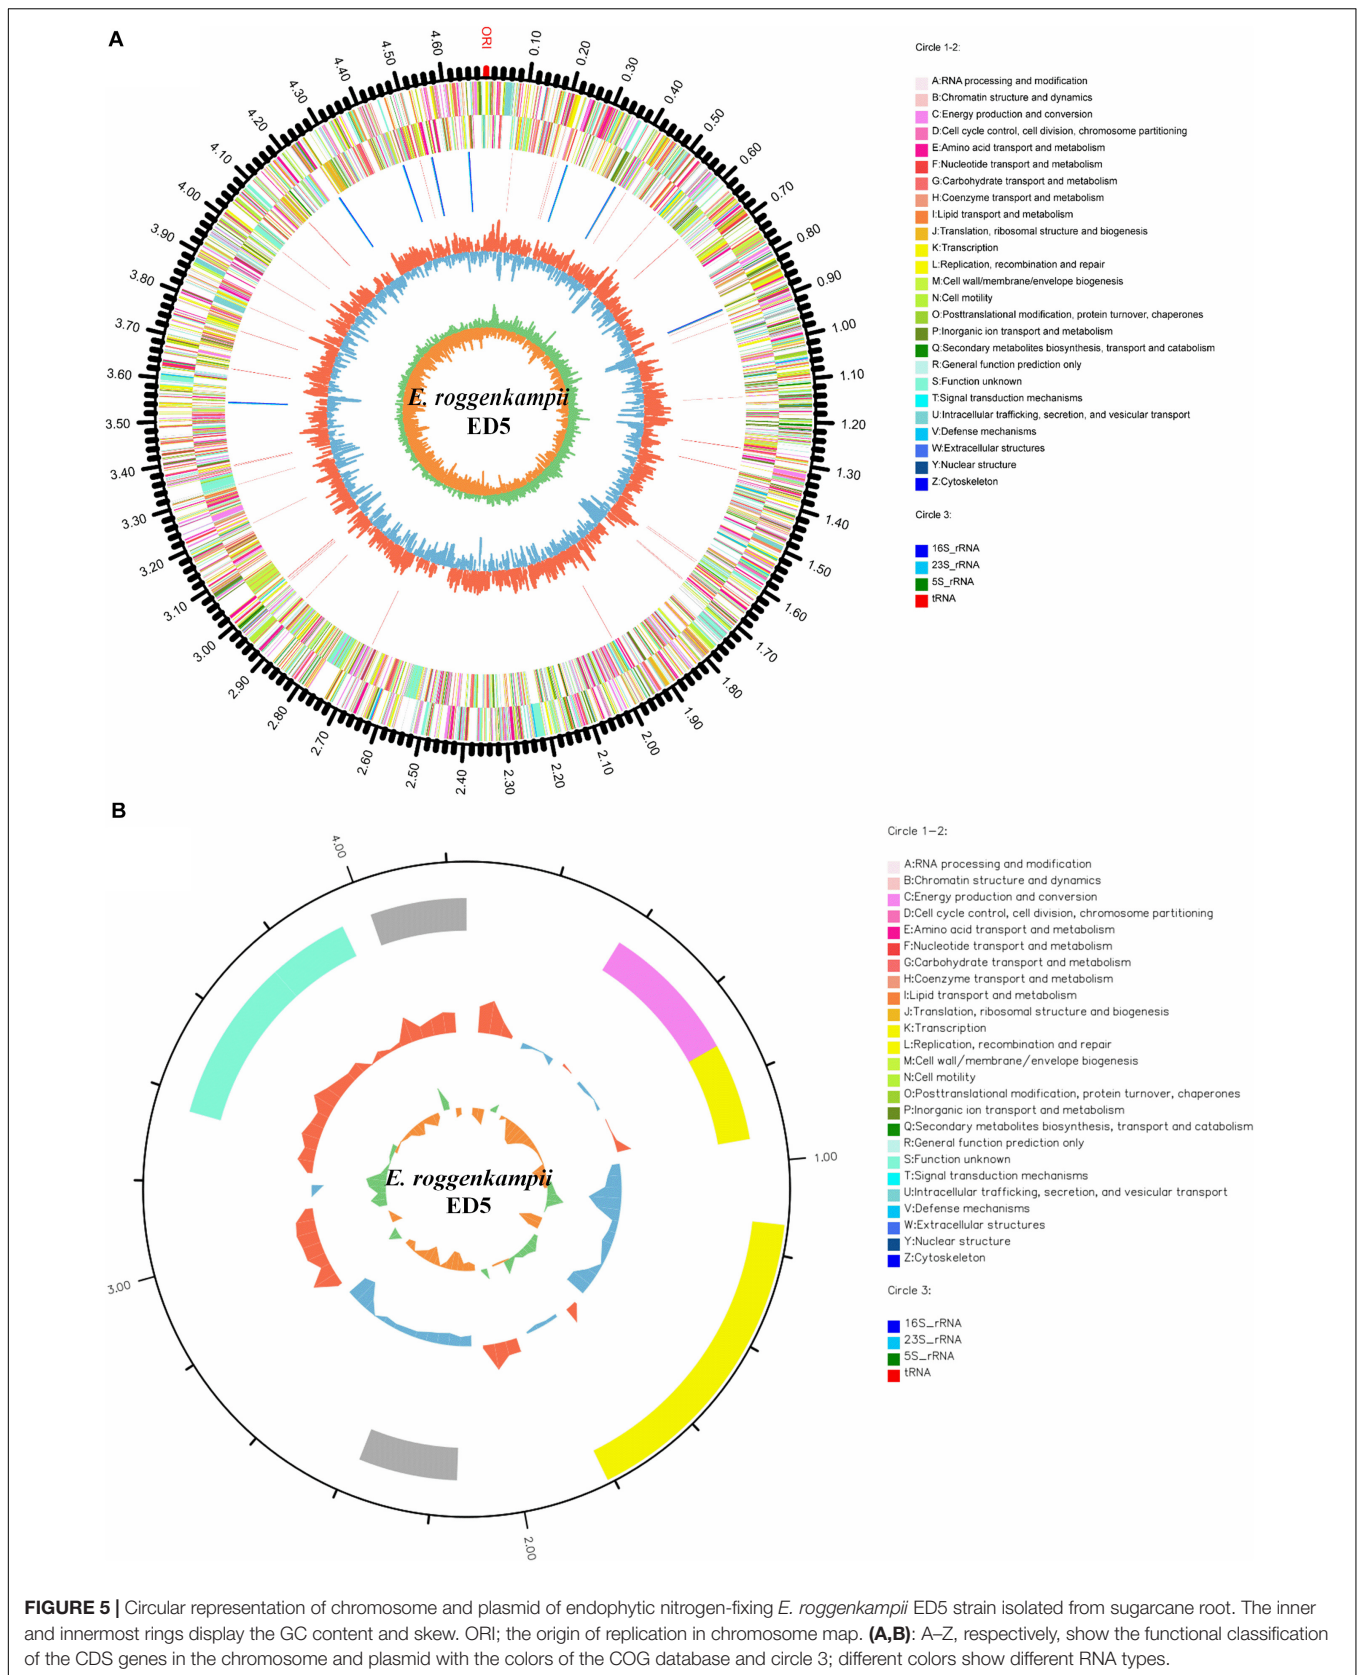 A
ORI
0.10
0.20
0.30
0.40
0.50
0.60
0.70
0.80
0.90
1.00
1.10
1.20
1.30
1.40
1.50
1.60
1.70
1.80
1.90
2.00
2.10
2.20
2.30
2.40
2.50
2.60
2.70
2.80
2.90
3.00
3.10
3.20
3.30
3.40
3.50
3.60
3.70
3.80
3.90
4.00
4.10
4.20
4.30
4.40
4.50
4.60
E. roggenkampii
ED5
Circle 1-2:
A:RNA processing and modification
B:Chromatin structure and dynamics
C:Energy production and conversion
D:Cell cycle control, cell division, chromosome partitioning
E:Amino acid transport and metabolism
F:Nucleotide transport and metabolism
G:Carbohydrate transport and metabolism
H:Coenzyme transport and metabolism
I:Lipid transport and metabolism
J:Translation, ribosomal structure and biogenesis
K:Transcription
L:Replication, recombination and repair
M:Cell wall/membrane/envelope biogenesis
N:Cell motility
O:Posttranslational modification, protein turnover, chaperones
P:Inorganic ion transport and metabolism
Q:Secondary metabolites biosynthesis, transport and catabolism
R:General function prediction only
S:Function unknown
T:Signal transduction mechanisms
U:Intracellular trafficking, secretion, and vesicular transport
V:Defense mechanisms
W:Extracellular structures
Y:Nuclear structure
Z:Cytoskeleton
Circle 3:
16S_rRNA
23S_rRNA
5S_rRNA
tRNA
B
4.00
1.00
2.00
3.00
E. roggenkampii
ED5
Circle 1-2:
A:RNA processing and modification
B:Chromatin structure and dynamics
C:Energy production and conversion
D:Cell cycle control, cell division, chromosome partitioning
E:Amino acid transport and metabolism
F:Nucleotide transport and metabolism
G:Carbohydrate transport and metabolism
H:Coenzyme transport and metabolism
I:Lipid transport and metabolism
J:Translation, ribosomal structure and biogenesis
K:Transcription
L:Replication, recombination and repair
M:Cell wall/membrane/envelope biogenesis
N:Cell motility
O:Posttranslational modification, protein turnover, chaperones
P:Inorganic ion transport and metabolism
Q:Secondary metabolites biosynthesis, transport and catabolism
R:General function prediction only
S:Function unknown
T:Signal transduction mechanisms
U:Intracellular trafficking, secretion, and vesicular transport
V:Defense mechanisms
W:Extracellular structures
Y:Nuclear structure
Z:Cytoskeleton
Circle 3:
16S_rRNA
23S_rRNA
5S_rRNA
tRNA
FIGURE 5 | Circular representation of chromosome and plasmid of endophytic nitrogen-fixing E. roggenkampii ED5 strain isolated from sugarcane root. The inner
and innermost rings display the GC content and skew. ORI; the origin of replication in chromosome map. (A,B): A–Z, respectively, show the functional classification
of the CDS genes in the chromosome and plasmid with the colors of the COG database and circle 3; different colors show different RNA types.